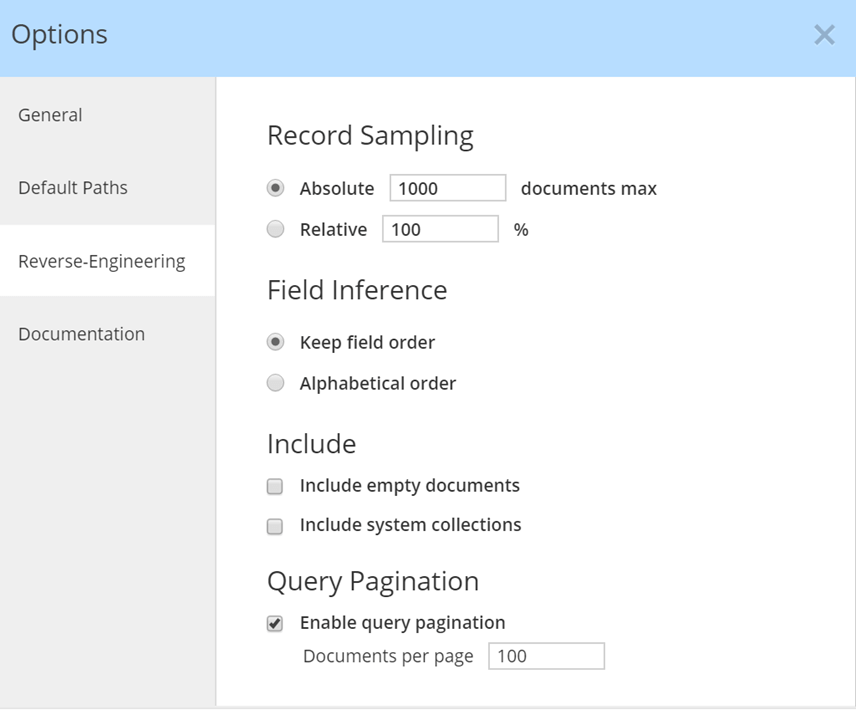 Options
General
Default Paths
Reverse-Engineering
Documentation
Record Sampling
Absolute 1000 documents max
Relative 100 %
Field Inference
Keep field order
Alphabetical order
Include
Include empty documents
Include system collections
Query Pagination
Enable query pagination
Documents per page 100